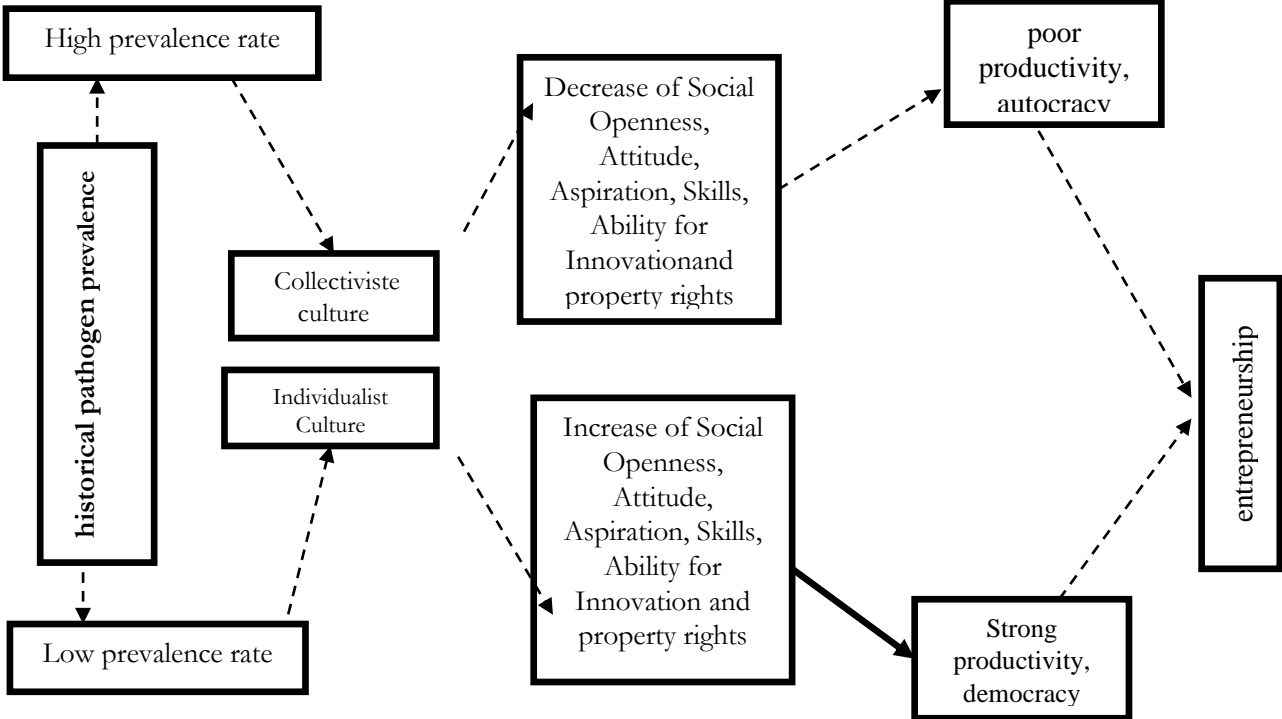 High prevalence rate
historical pathogen prevalence
Low prevalence rate
Collectiviste
culture
Individualist
Culture
Decrease of Social
Openness,
Attitude,
Aspiration, Skills,
Ability for
Innovationand
property rights
Increase of Social
Openness,
Attitude,
Aspiration, Skills,
Ability for
Innovation and
property rights
poor
productivity,
autocracy
Strong
productivity,
democracy
entrepreneurship